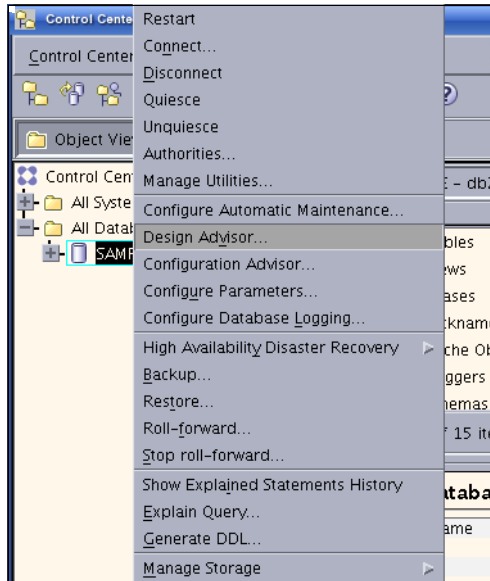 Control Cente
Control Center
Object Vie
Control Cen
All Syste
All Datab
SAMP
Restart
Connect...
Disconnect
Quiesce
Unquiesce
Authorities...
Manage Utilities...
Configure Automatic Maintenance...
Design Advisor...
Configuration Advisor...
Configure Parameters...
Configure Database Logging...
High Availability Disaster Recovery
Backup...
Restore...
Roll-forward...
Stop roll-forward...
Show Explained Statements History
Explain Query...
Generate DDL...
Manage Storage
E - db2
bles
ews
ases
knam
che Ob
ggers
hemas
15 ite
taba
ame